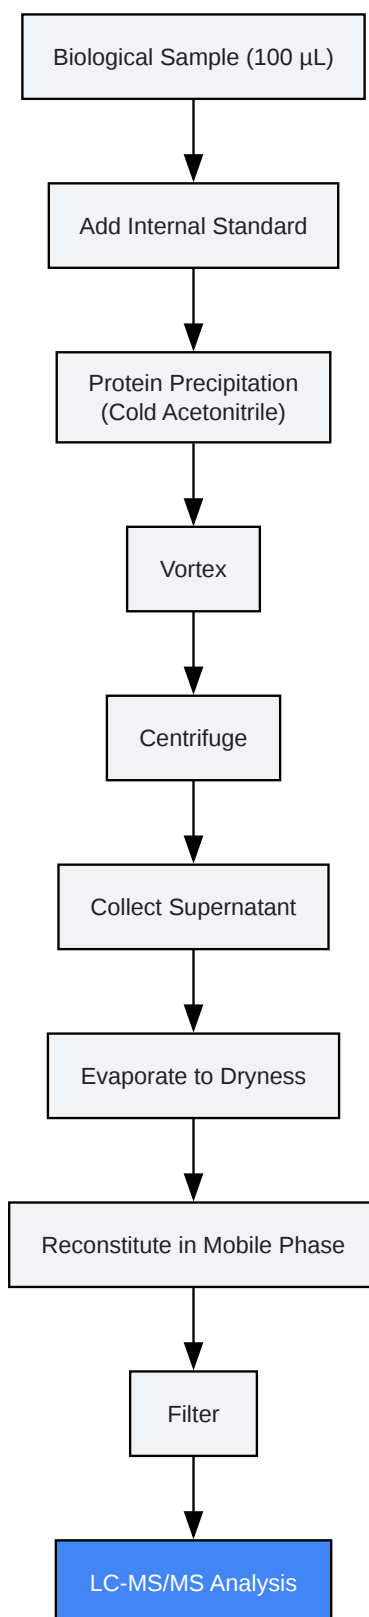 Biological Sample (100 µL)
Add Internal Standard
Protein Precipitation
(Cold Acetonitrile)
Vortex
Centrifuge
Collect Supernatant
Evaporate to Dryness
Reconstitute in Mobile Phase
Filter
LC-MS/MS Analysis